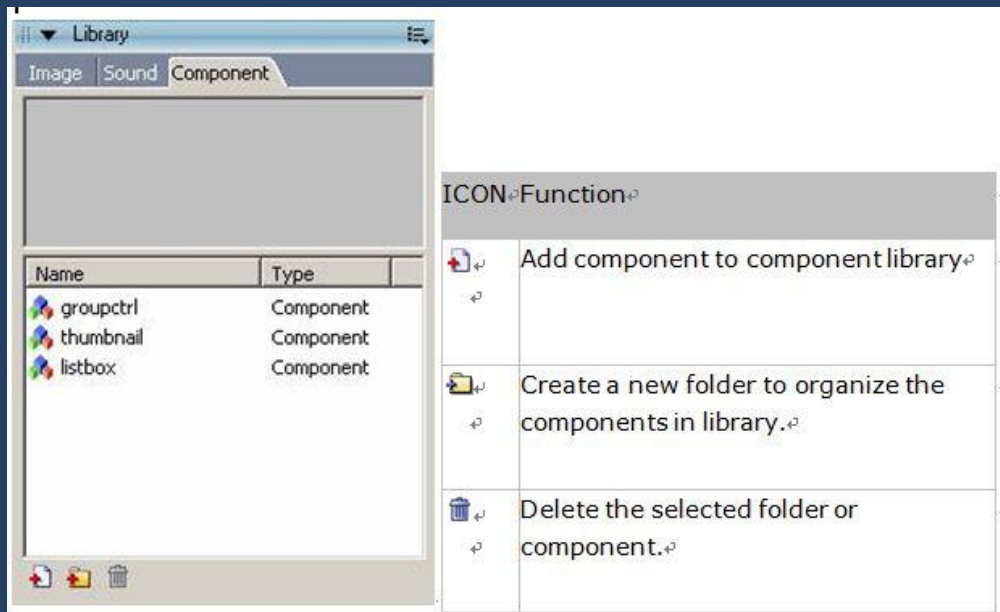 Library
Image Sound Component
Name Type
groupctrl Component
thumbnail Component
listbox Component
ICON Function
Add component to component library
Create a new folder to organize the
components in library.
Delete the selected folder or
component.